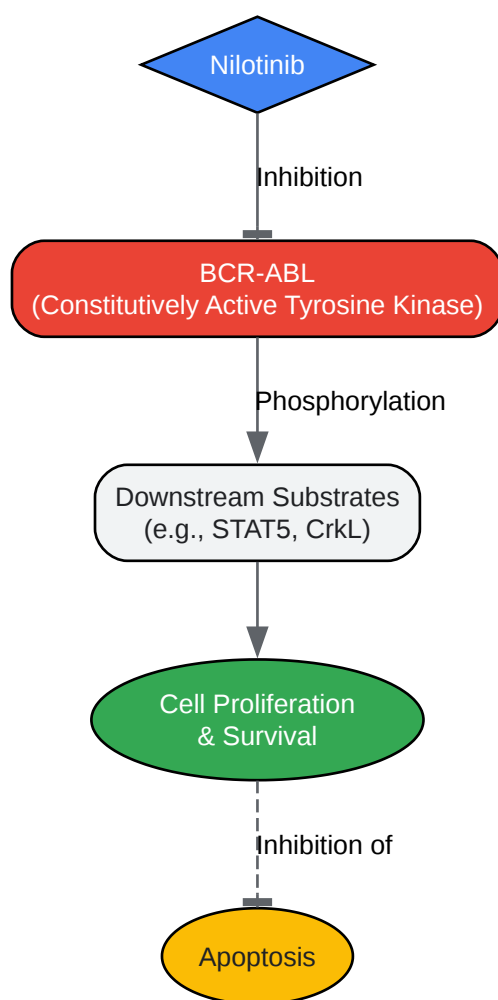 Nilotinib
Inhibition
BCR-ABL
(Constitutively Active Tyrosine Kinase)
Phosphorylation
Downstream Substrates
(e.g., STAT5, CrkL)
Cell Proliferation
& Survival
Inhibition of
Apoptosis